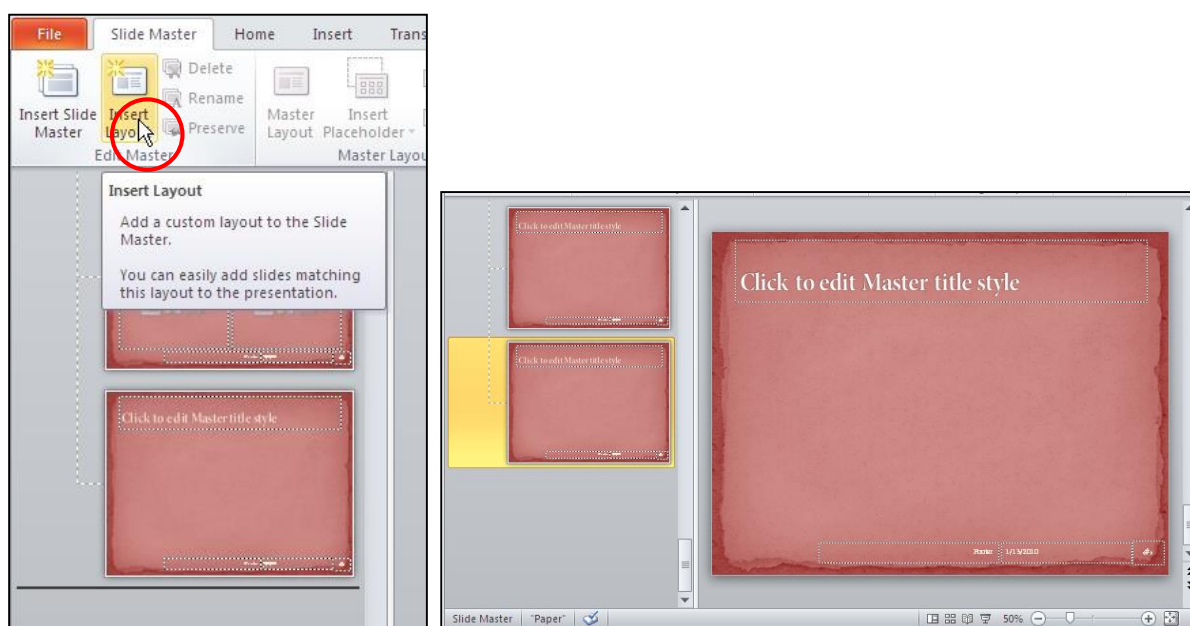 File Slide Master Home Insert Trans
Delete
Rename
Preserve
Insert Slide Master
Insert Layout
Master Layout
Insert Placeholder
Edit Master
Master Layou
Insert Layout
Add a custom layout to the Slide
Master.
You can easily add slides matching
this layout to the presentation.
Click to edit Master title style
Click to edit Master title style
Click to edit Master title style
Click to edit Master title style
Footer 1/15/2010
Slide Master "Paper" 50%